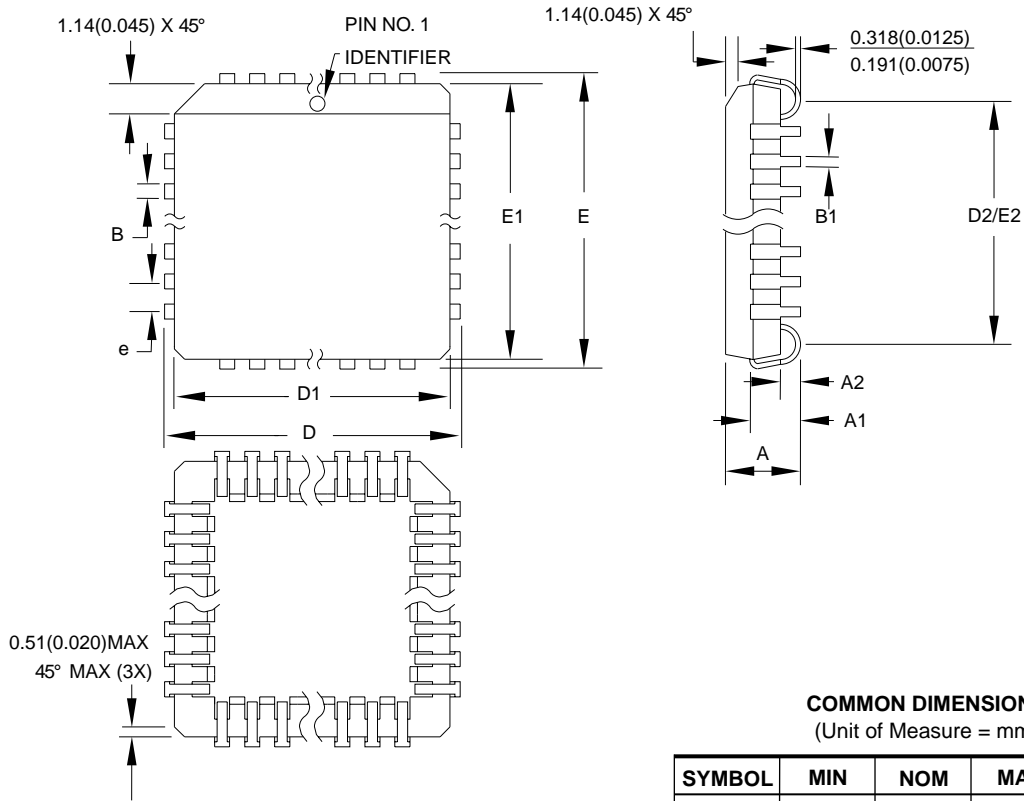 1.14(0.045) X 45°
PIN NO. 1
IDENTIFIER
1.14(0.045) X 45°
0.318(0.0125)
0.191(0.0075)
B
e
E1
E
B1
D2/E2
A2
A1
A
D1
D
0.51(0.020)MAX
45° MAX (3X)
COMMON DIMENSION
(Unit of Measure = mm
SYMBOL MIN NOM MA